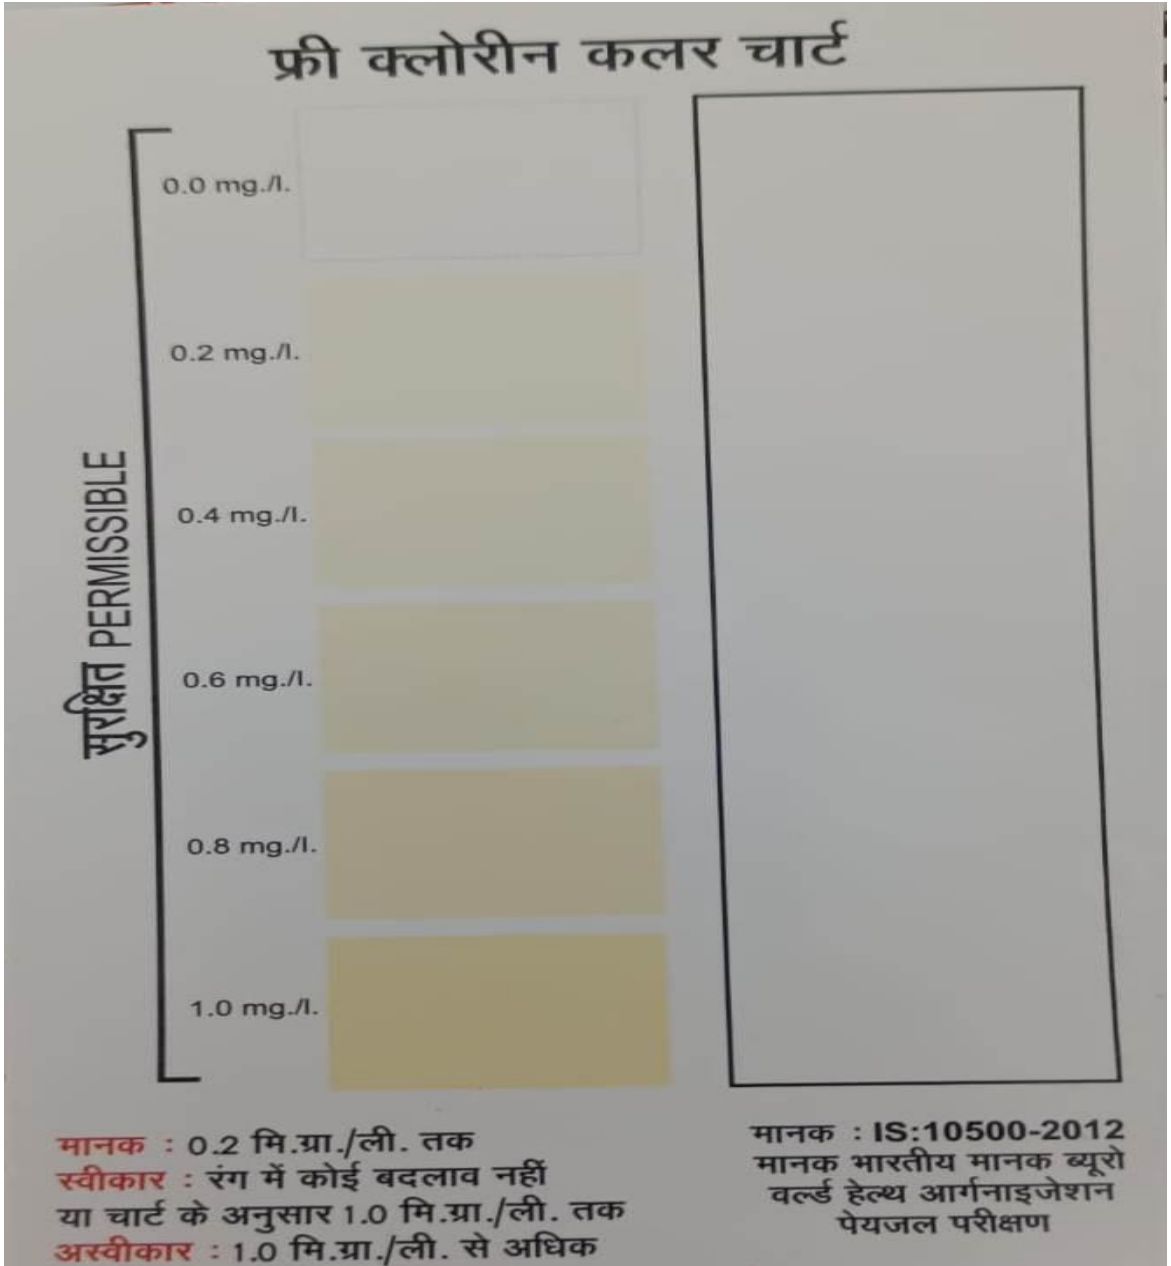 फ्री क्लोरीन कलर चार्ट
0.0 mg./l.
0.2 mg./l.
0.4 mg./l.
0.6 mg./l.
0.8 mg./l.
1.0 mg./l.
सुरक्षित PERMISSIBLE
मानक : 0.2 मि.ग्रा./ली. तक
स्वीकार : रंग में कोई बदलाव नहीं
या चार्ट के अनुसार 1.0 मि.ग्रा./ली. तक
अस्वीकार : 1.0 मि.ग्रा./ली. से अधिक
मानक : IS:10500-2012
मानक भारतीय मानक ब्यूरो
वर्ल्ड हेल्थ आर्गनाइजेशन
पेयजल परीक्षण